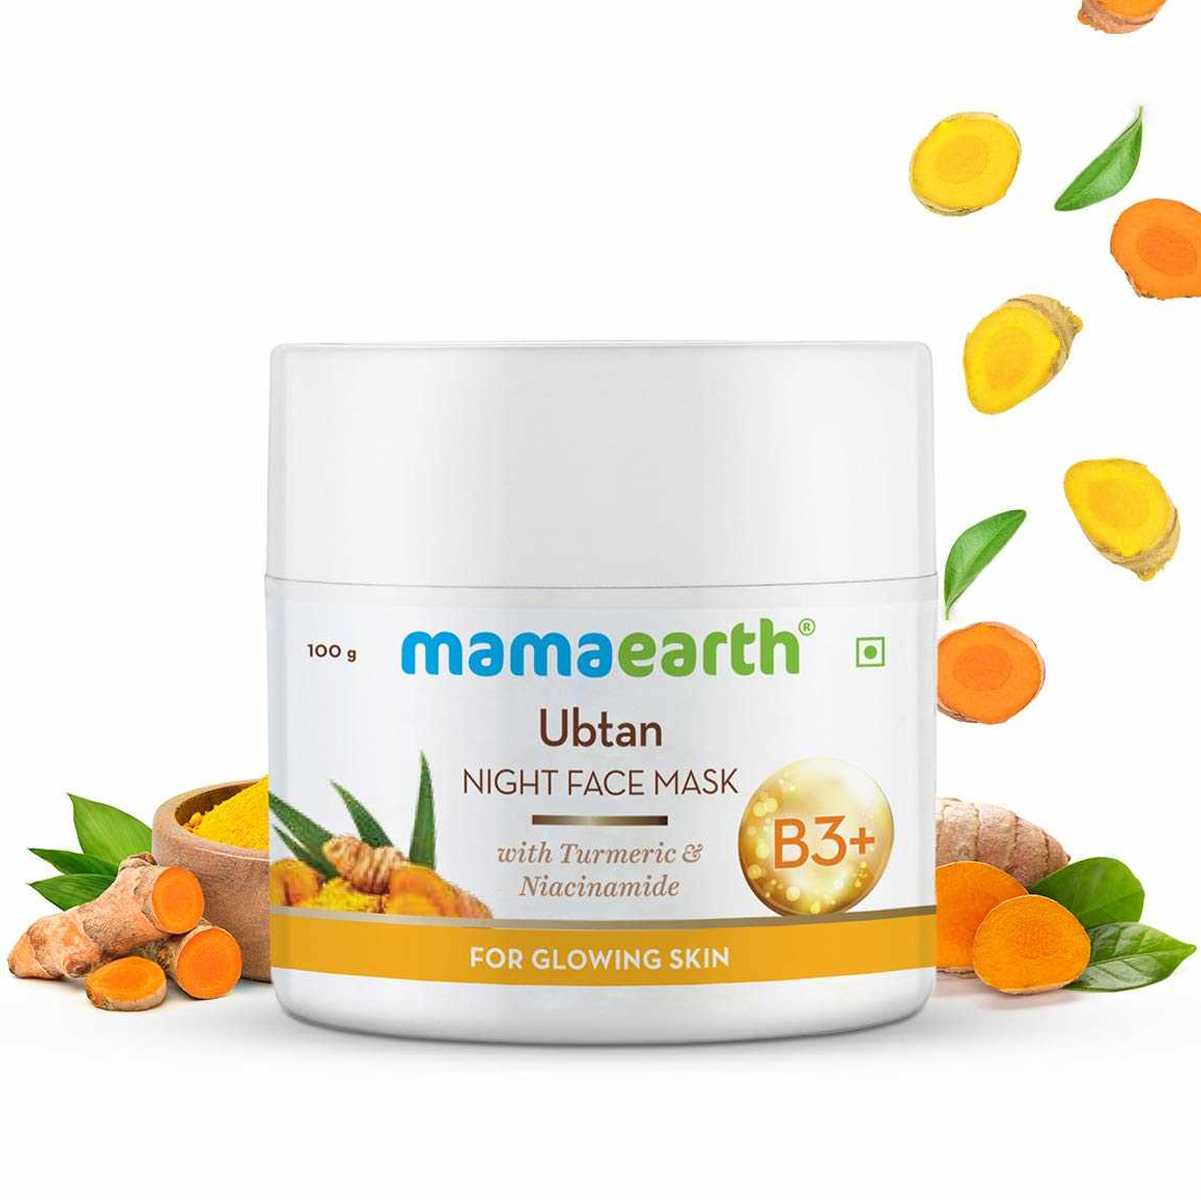 100 g
mamaearth®
Ubtan
NIGHT FACE MASK
with Turmeric &
Niacinamide
B3+
FOR GLOWING SKIN